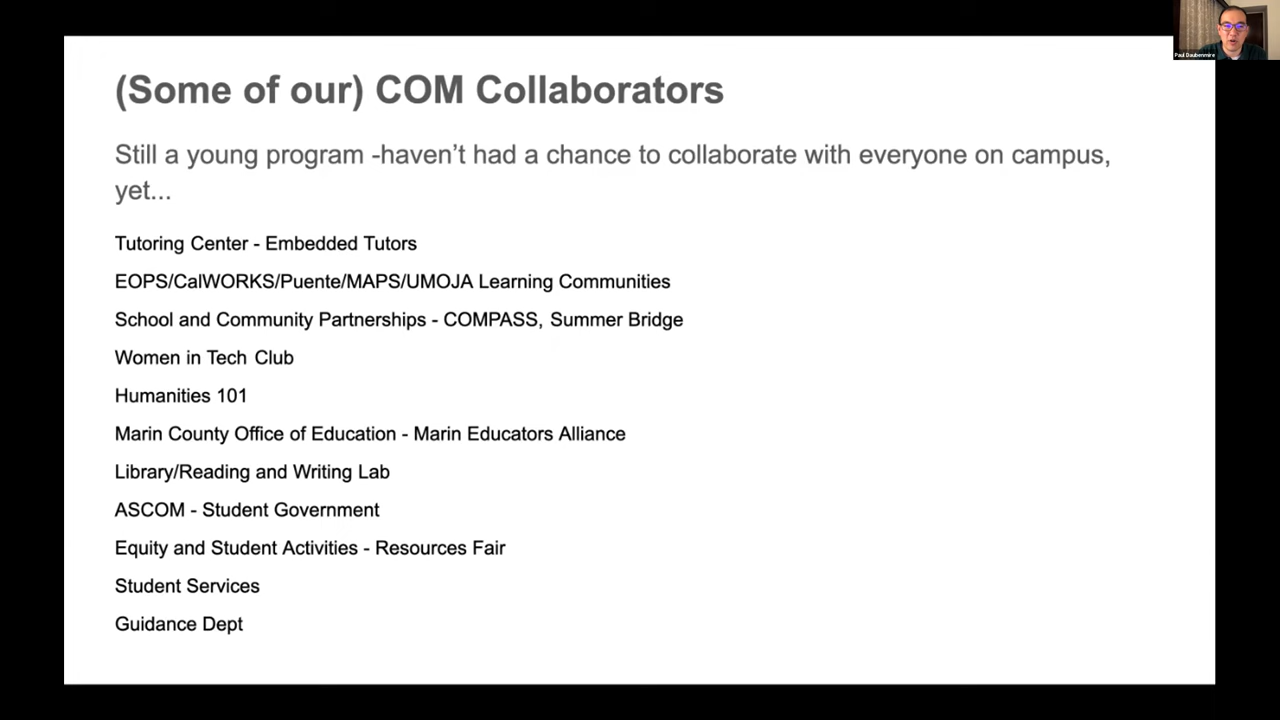 (Some of our) COM Collaborators
Still a young program -haven't had a chance to collaborate with everyone on campus,
yet...
Tutoring Center - Embedded Tutors
EOPS/CalWORKS/Puente/MAPS/UMOJA Learning Communities
School and Community Partnerships - COMPASS, Summer Bridge
Women in Tech Club
Humanities 101
Marin County Office of Education - Marin Educators Alliance
Library/Reading and Writing Lab
ASCOM - Student Government
Equity and Student Activities - Resources Fair
Student Services
Guidance Dept
Paul Daubenmire